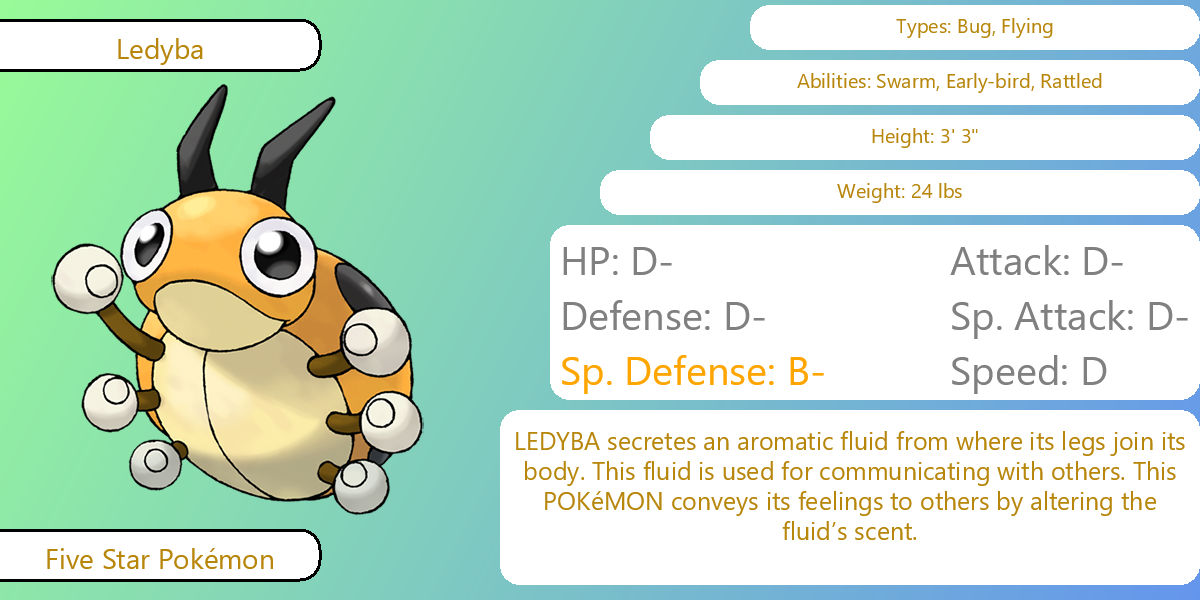 Ledyba
Types: Bug, Flying
Abilities: Swarm, Early-bird, Rattled
Height: 3' 3"
Weight: 24 lbs
HP: D-
Attack: D-
Defense: D-
Sp. Attack: D-
Sp. Defense: B-
Speed: D
LEDYBA secretes an aromatic fluid from where its legs join its
body. This fluid is used for communicating with others. This
POKéMON conveys its feelings to others by altering the
fluid’s scent.
Five Star Pokémon